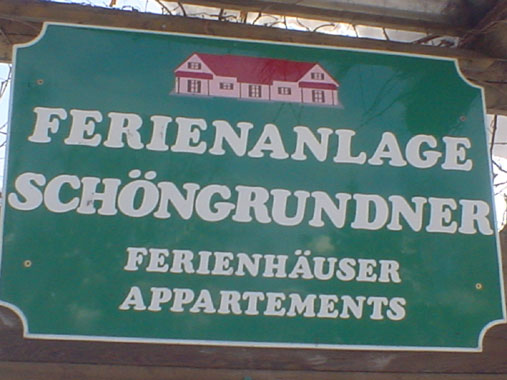 FERIENANLAGE
SCHÖNGRUNDNER
FERIENHÄUSER
APPARTEMENTS